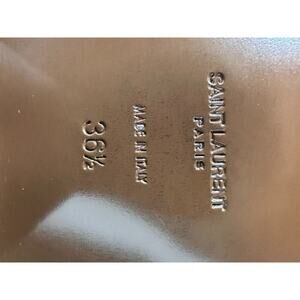 SAINT LAURENT
PARIS
MADE IN ITALY
36½